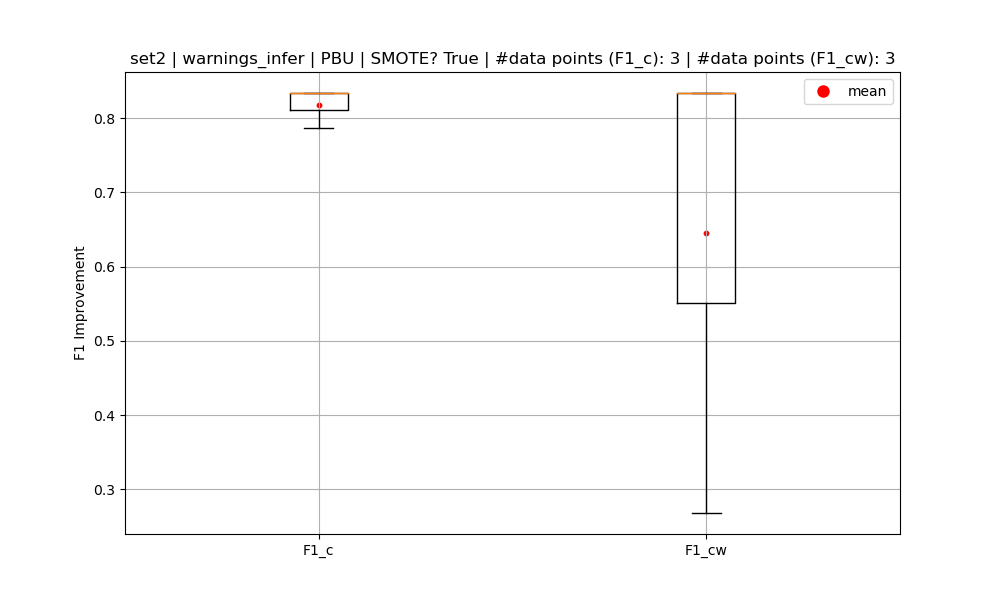 set2 | warnings_infer | PBU | SMOTE? True | #data points (F1_c): 3 | #data points (F1_cw): 3
mean
0.8
0.7
0.6
0.5
0.4
0.3
F1 Improvement
F1_c
F1_cw